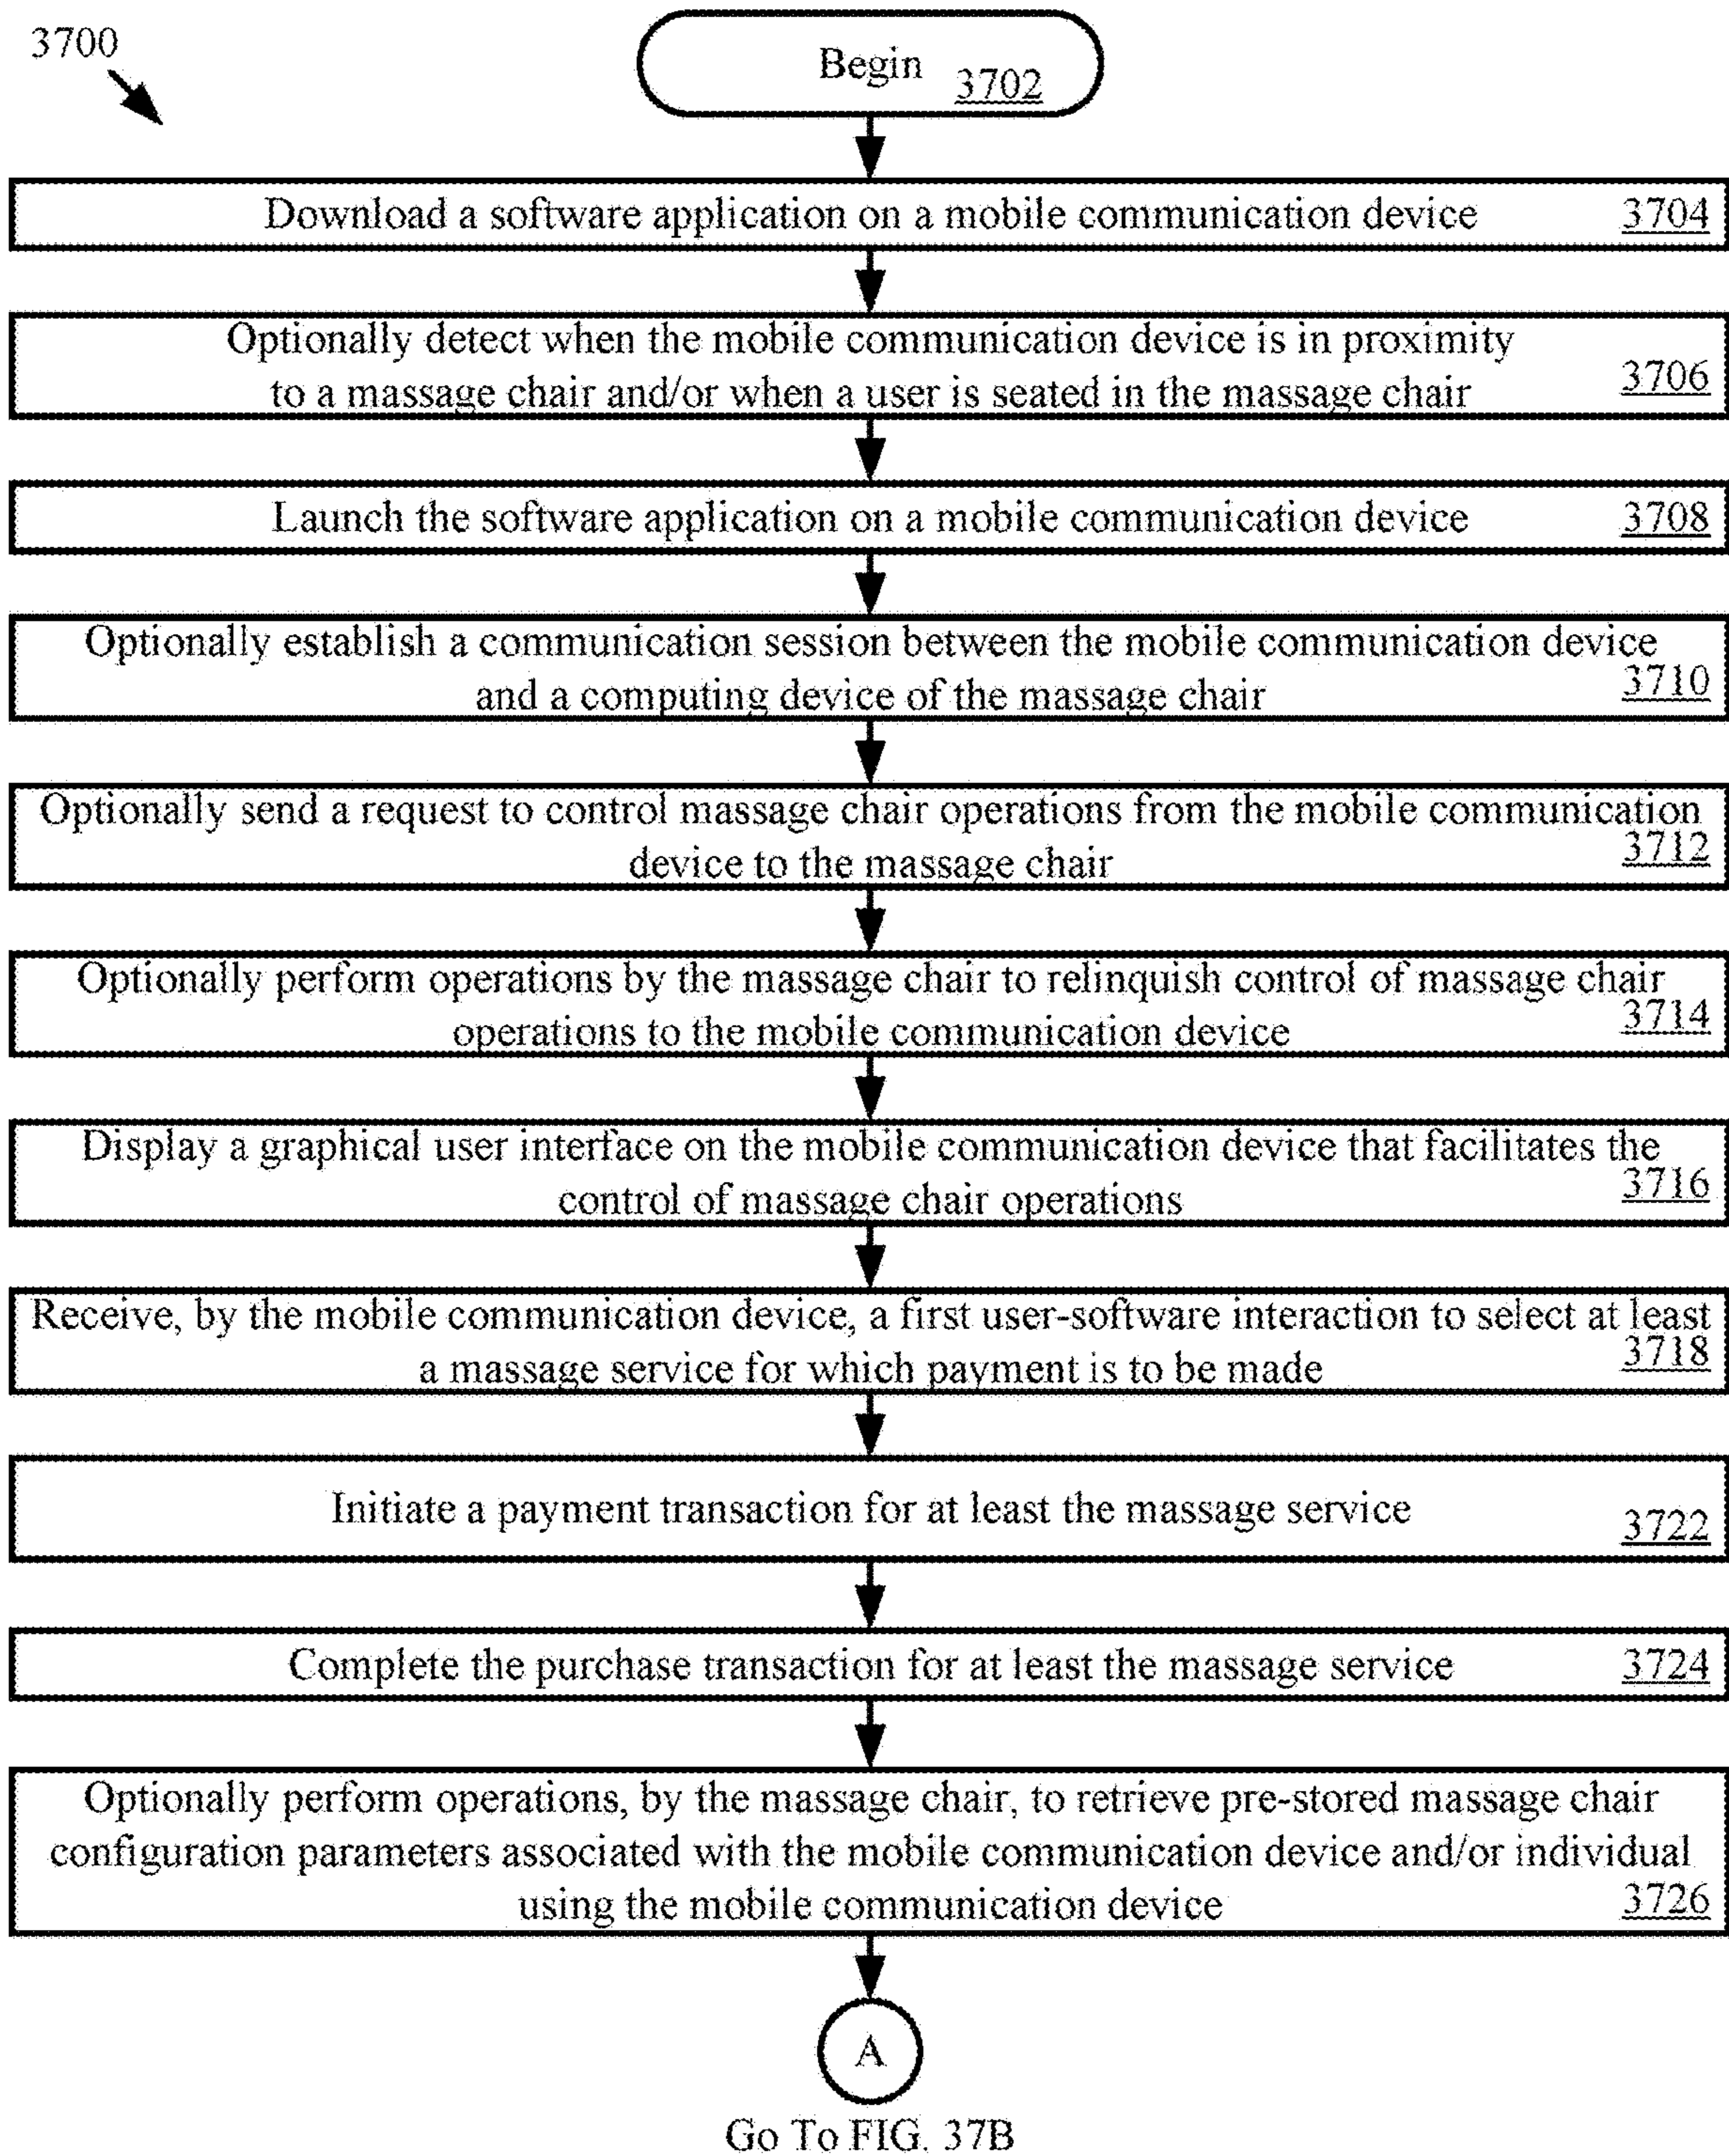 3700
Begin 3702
Download a software application on a mobile communication device 3704
Optionally detect when the mobile communication device is in proximity
to a massage chair and/or when a user is seated in the massage chair 3706
Launch the software application on a mobile communication device 3708
Optionally establish a communication session between the mobile communication device
and a computing device of the massage chair 3710
Optionally send a request to control massage chair operations from the mobile communication
device to the massage chair 3712
Optionally perform operations by the massage chair to relinquish control of massage chair
operations to the mobile communication device 3714
Display a graphical user interface on the mobile communication device that facilitates the
control of massage chair operations 3716
Receive, by the mobile communication device, a first user-software interaction to select at least
a massage service for which payment is to be made 3718
Initiate a payment transaction for at least the massage service 3722
Complete the purchase transaction for at least the massage service 3724
Optionally perform operations, by the massage chair, to retrieve pre-stored massage chair
configuration parameters associated with the mobile communication device and/or individual
using the mobile communication device 3726
A
Go To FIG. 37B